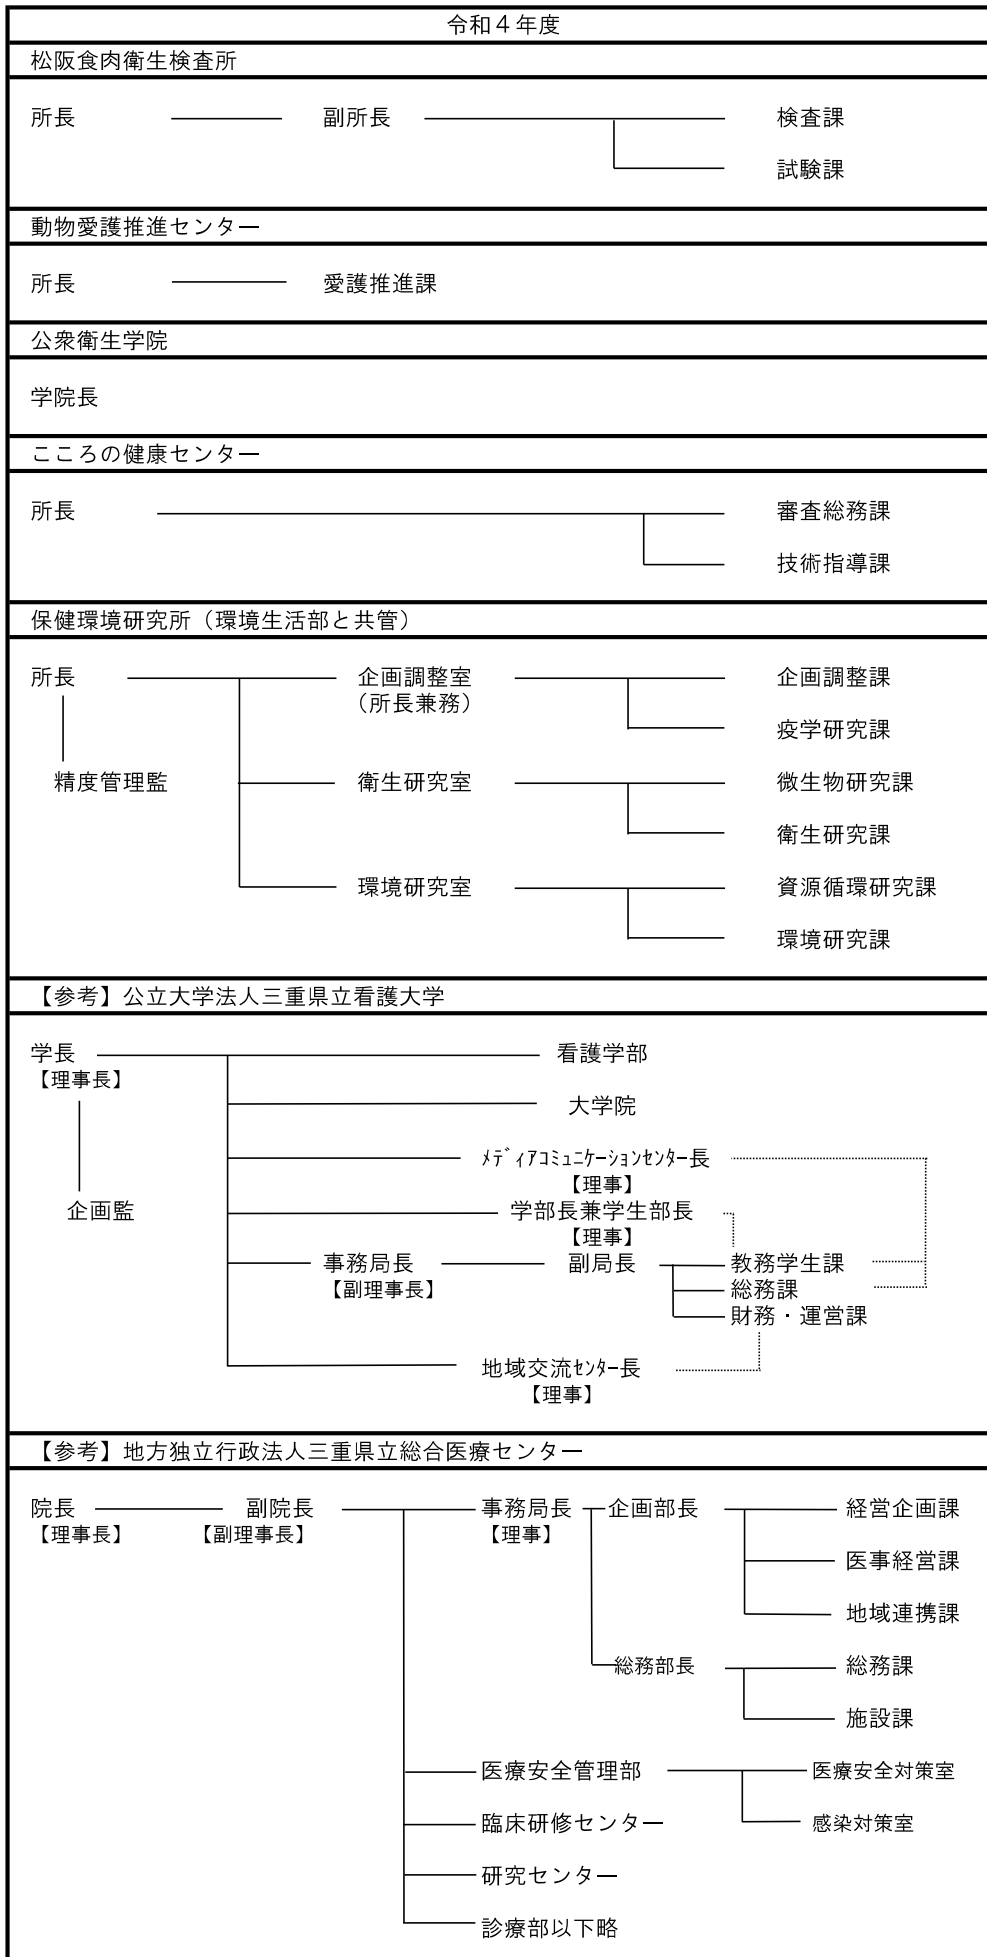 令和４年度
松阪食肉衛生検査所
所長 副所長 検査課
試験課
動物愛護推進センター
所長 愛護推進課
公衆衛生学院
学院長
こころの健康センター
所長 審査総務課
技術指導課
保健環境研究所（環境生活部と共管）
所長 企画調整室 企画調整課
（所長兼務）
疫学研究課
精度管理監 衛生研究室 微生物研究課
衛生研究課
環境研究室 資源循環研究課
環境研究課
【参考】公立大学法人三重県立看護大学
学長 看護学部
【理事長】
大学院
ﾒﾃﾞｨｱｺﾐｭﾆｹｰｼｮﾝｾﾝﾀｰ長
【理事】
企画監 学部長兼学生部長
【理事】
事務局長 副局長 教務学生課
【副理事長】 総務課
財務・運営課
地域交流ｾﾝﾀｰ長
【理事】
【参考】地方独立行政法人三重県立総合医療センター
院長 副院長 事務局長 企画部長 経営企画課
【理事長】 【副理事長】 【理事】
医事経営課
地域連携課
総務部長 総務課
施設課
医療安全管理部 医療安全対策室
臨床研修センター 感染対策室
研究センター
診療部以下略